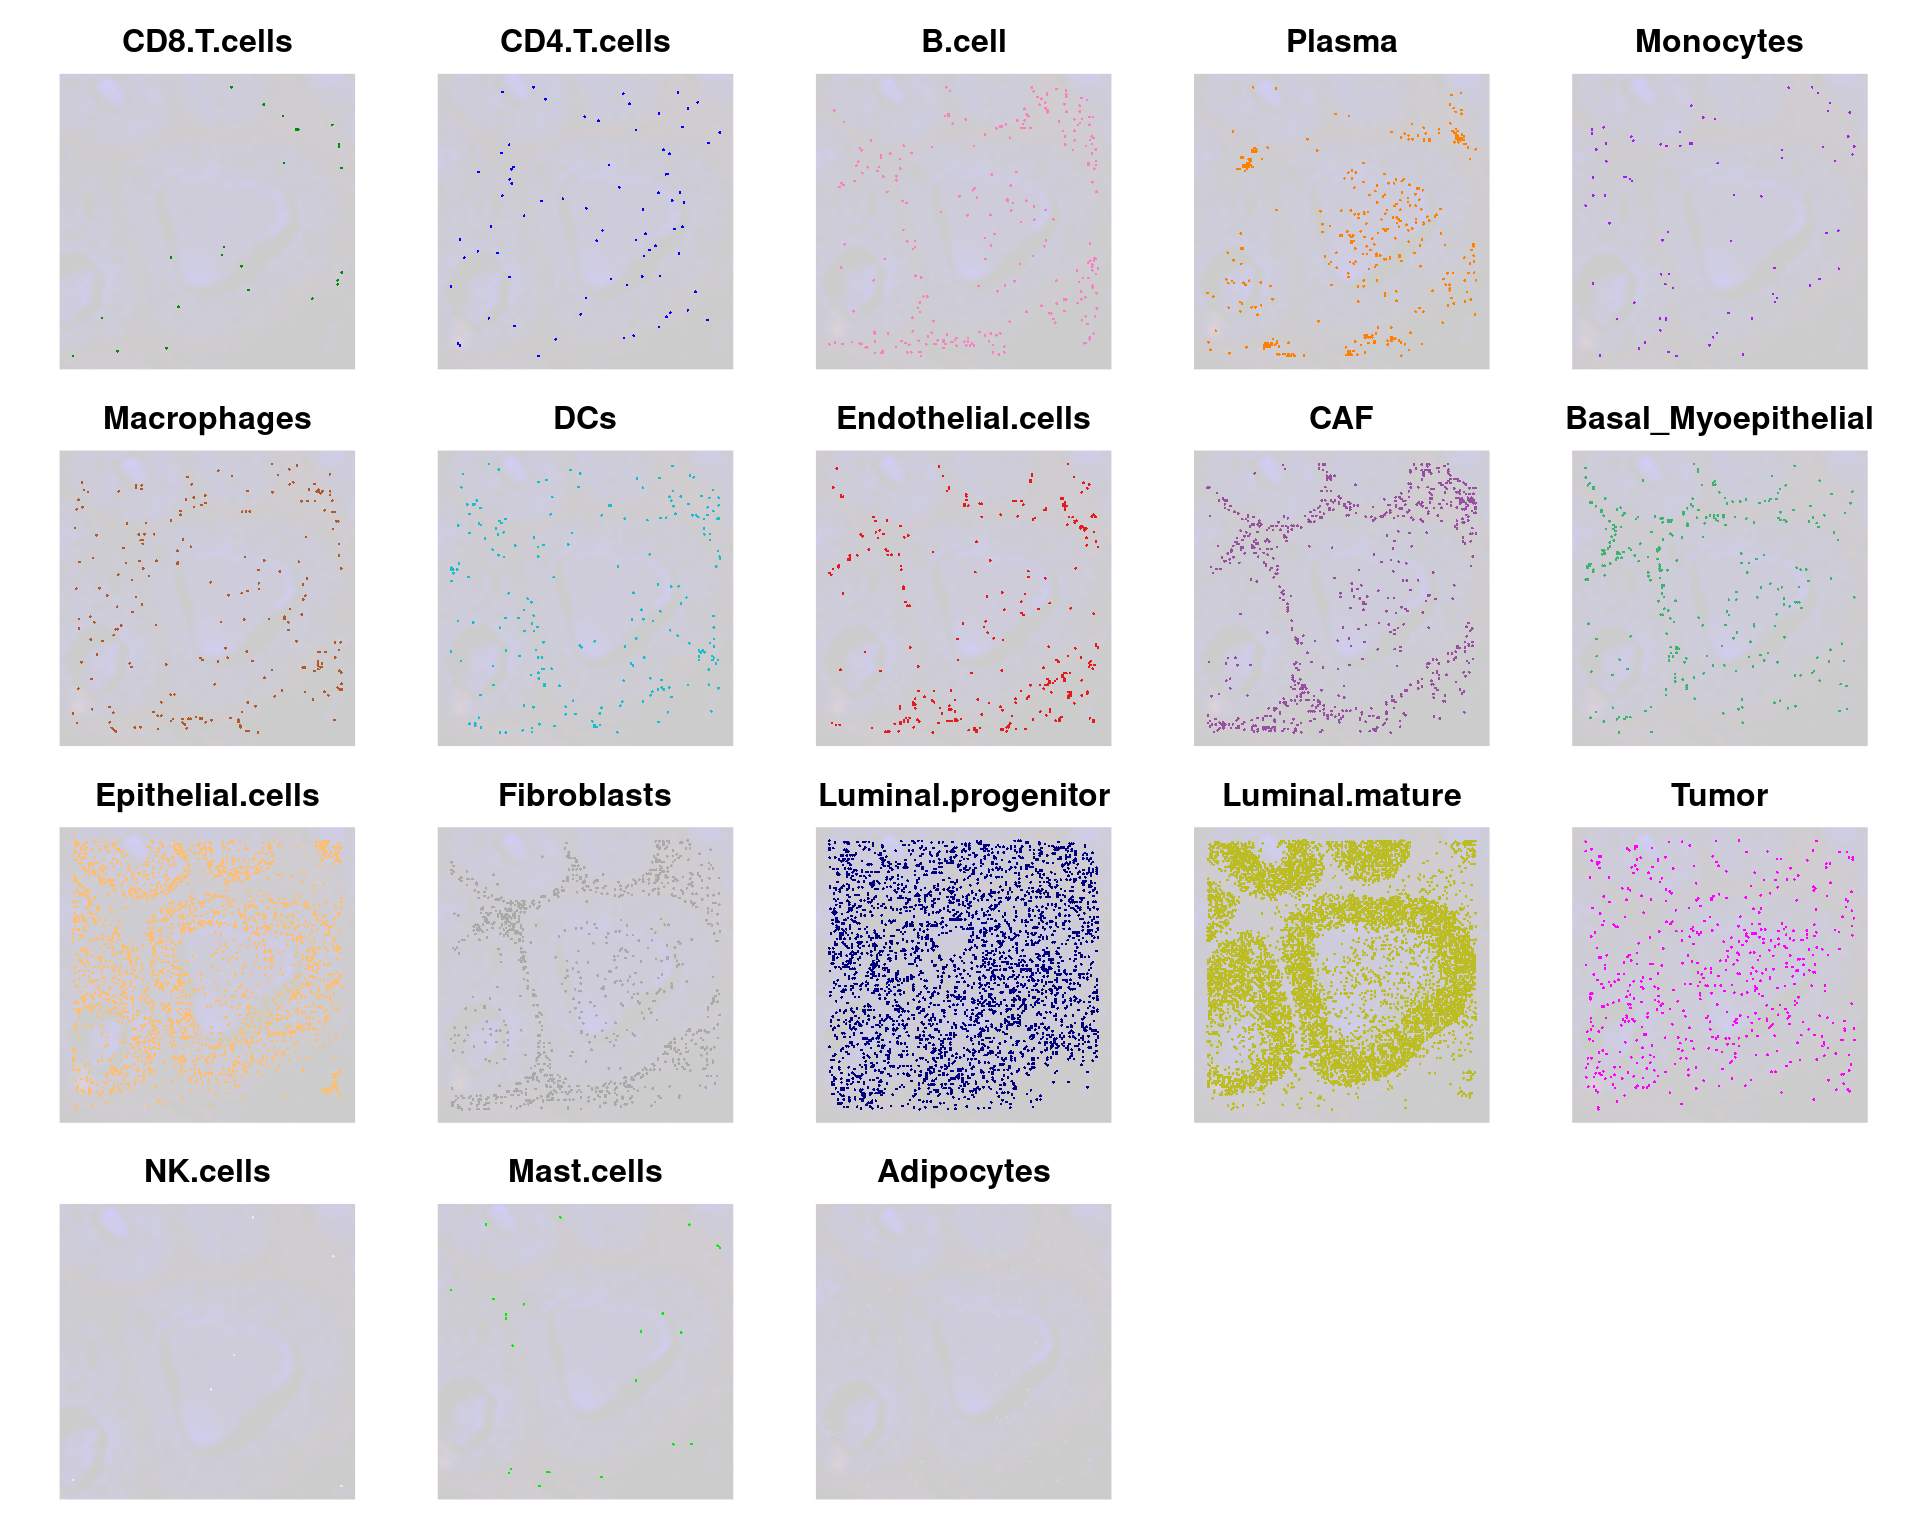 CD8.T.cells CD4.T.cells B.cell Plasma Monocytes
Macrophages DCs Endothelial.cells CAF Basal_Myoepithelial
Epithelial.cells Fibroblasts Luminal.progenitor Luminal.mature Tumor
NK.cells Mast.cells Adipocytes